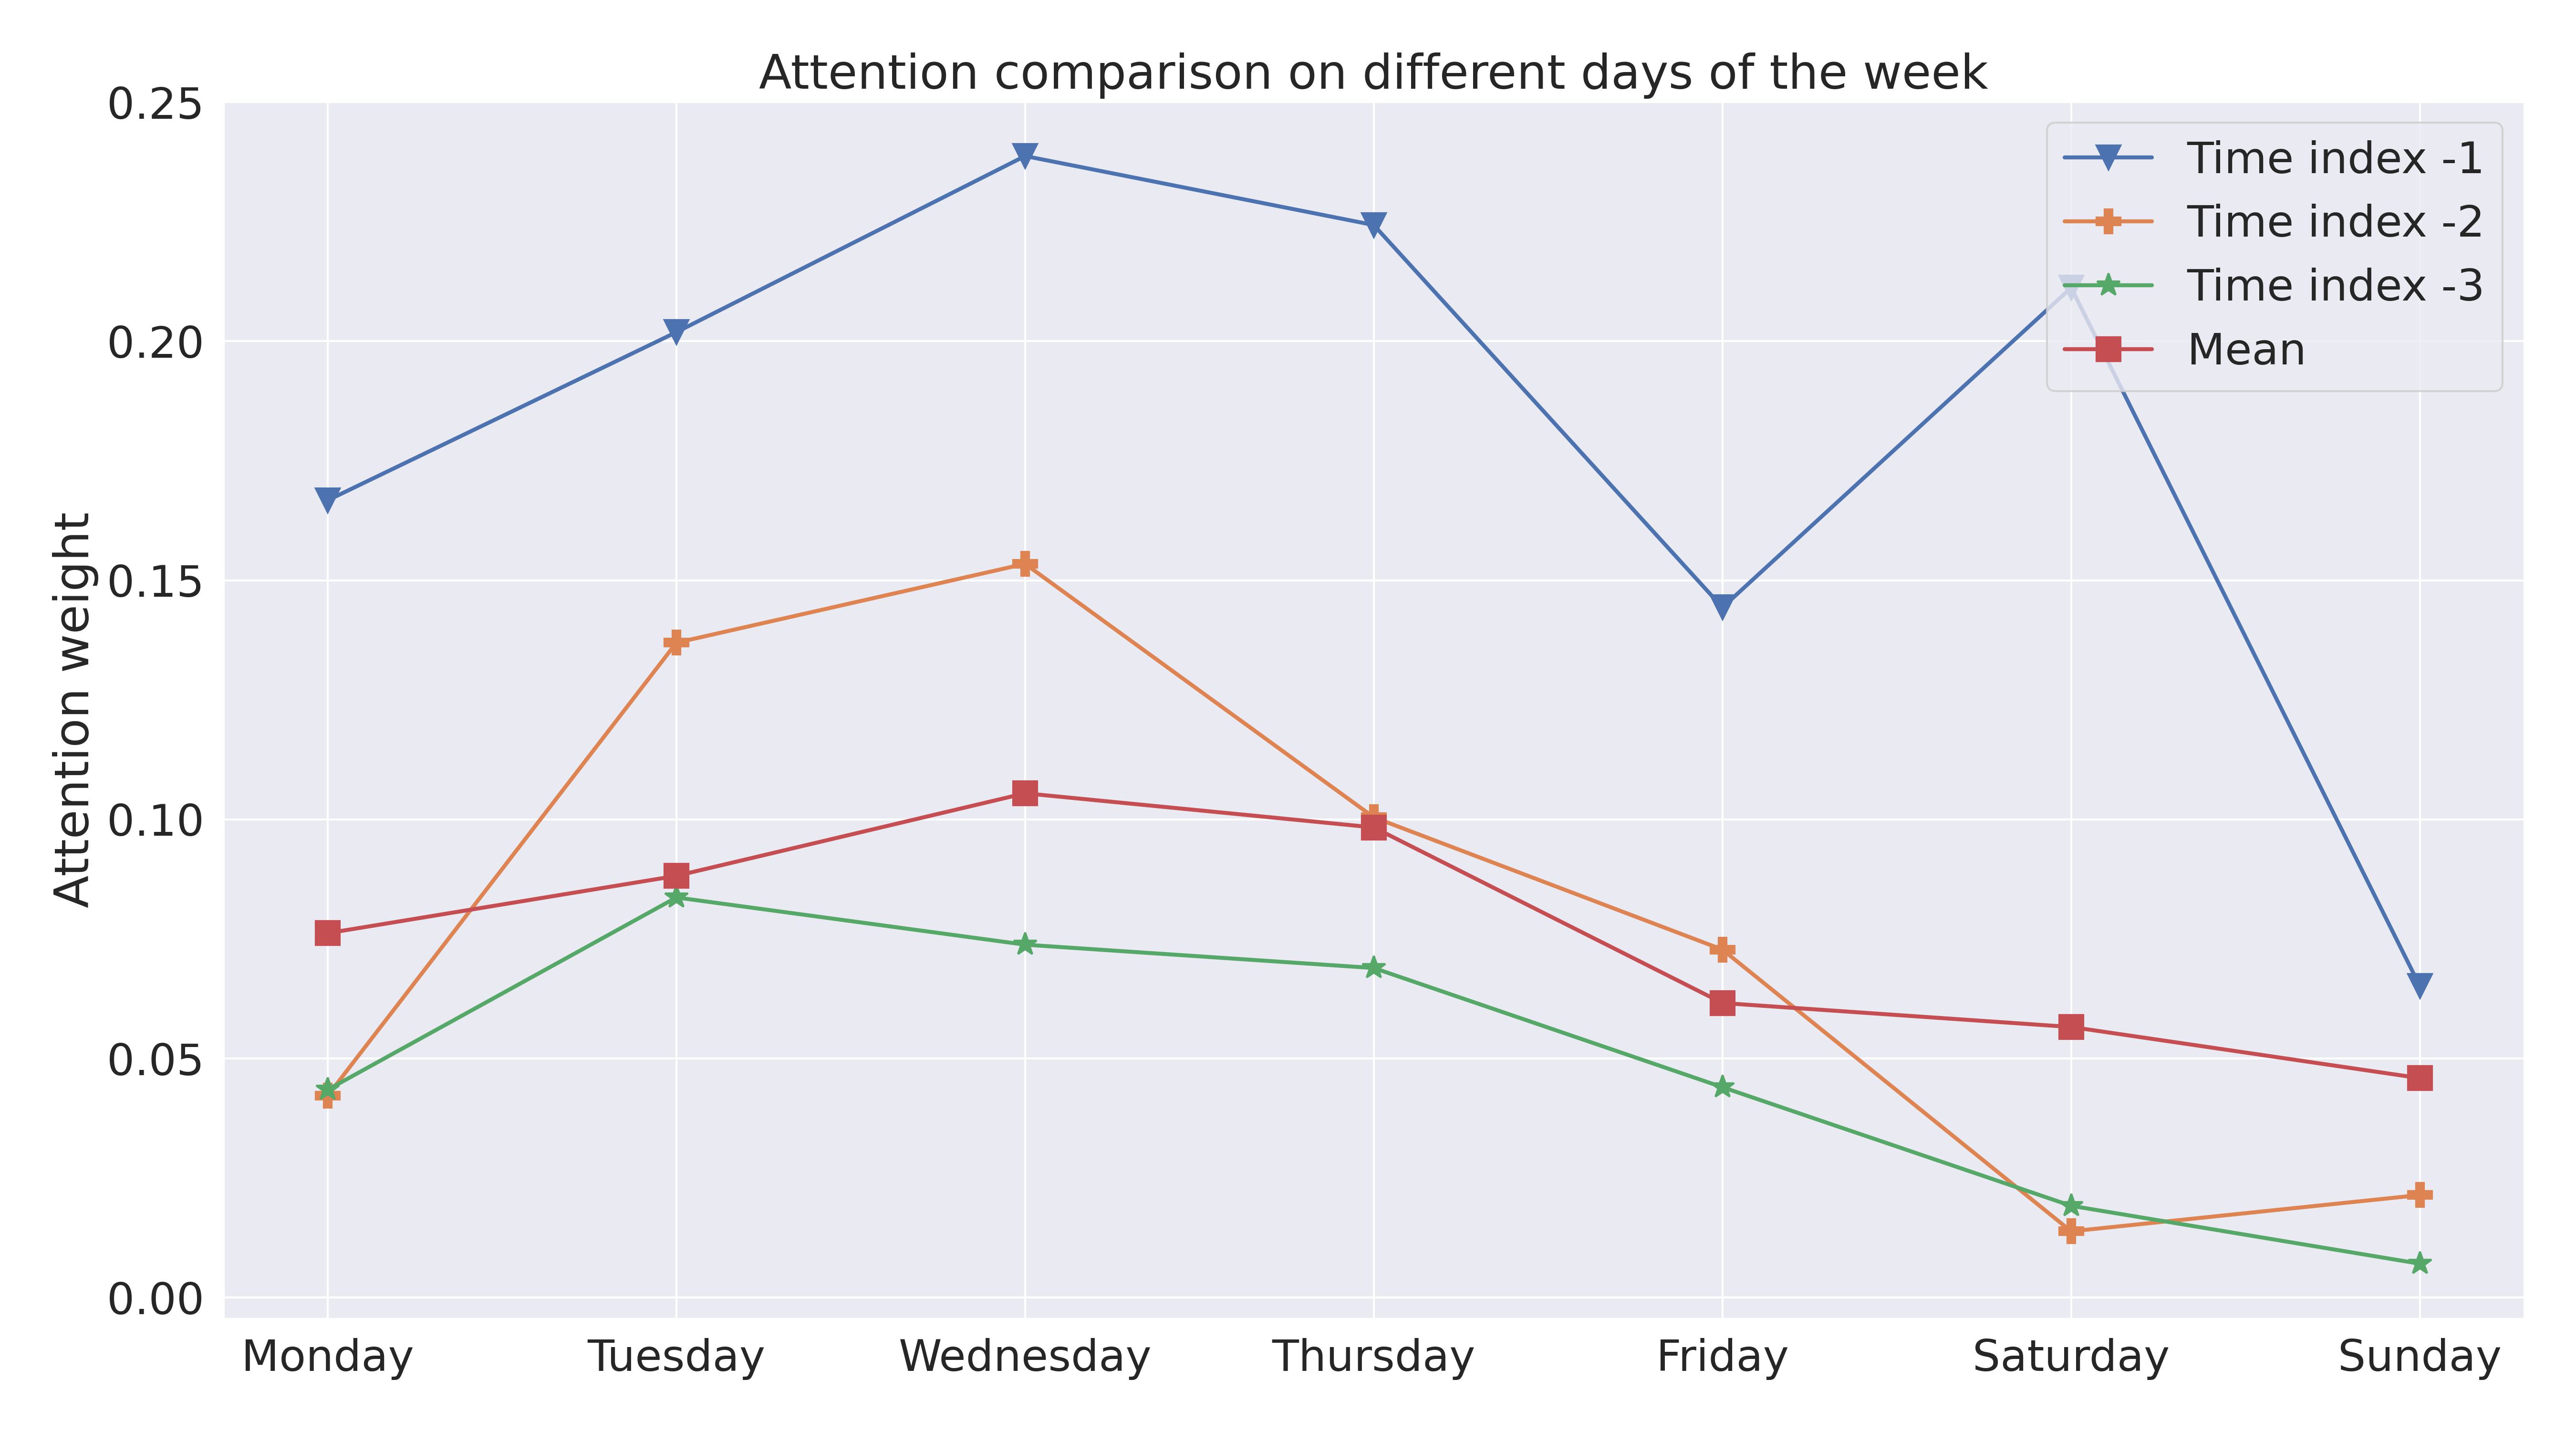 Attention comparison on different days of the week
0.25
0.20
0.15
0.10
0.05
0.00
Attention weight
Time index -1
Time index -2
Time index -3
Mean
Monday Tuesday Wednesday Thursday Friday Saturday Sunday